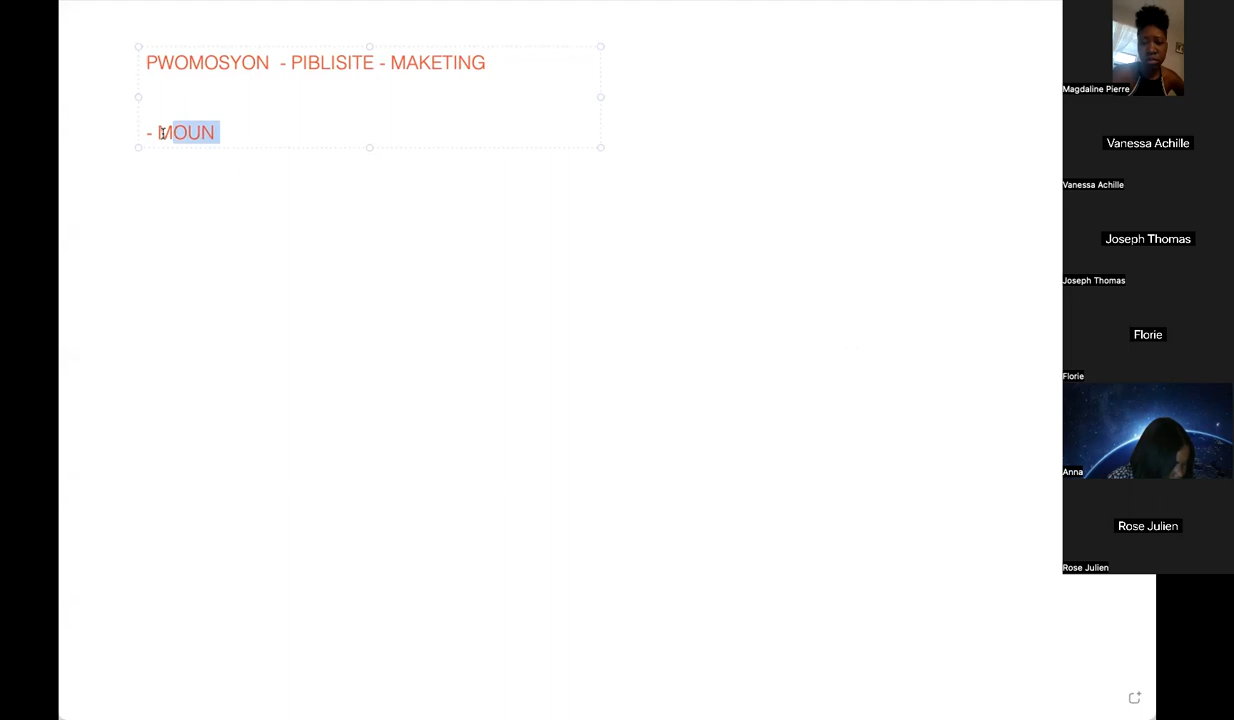 PWOMOSYON - PIBLISITE - MAKETING
- MOUN
Magdaline Pierre
Vanessa Achille
Vanessa Achille
Joseph Thomas
Joseph Thomas
Florie
Florie
Anna
Rose Julien
Rose Julien